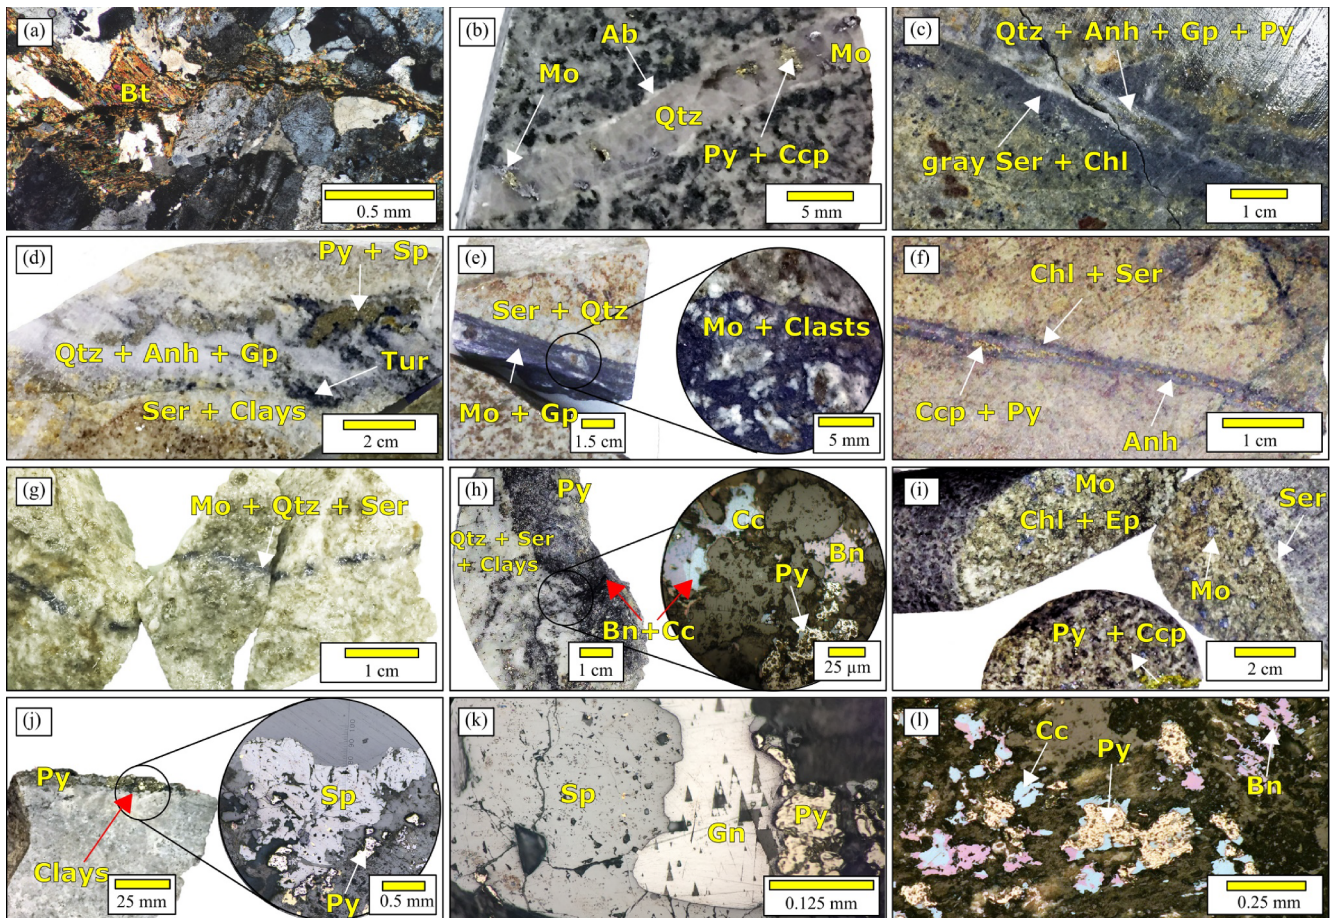 (a)
Bt
0.5 mm
(b)
Ab
Mo
Mo
Qtz
Py + Ccp
5 mm
(c)
Qtz + Anh + Gp + Py
gray Ser + Chl
1 cm
(d)
Py + Sp
Qtz + Anh + Gp
Tur
Ser + Clays
2 cm
(e)
Ser + Qtz
Mo + Clasts
Mo + Gp
1.5 cm
5 mm
(f)
Chl + Ser
Ccp + Py
Anh
1 cm
(g)
Mo + Qtz + Ser
1 cm
(h)
Py
Qtz + Ser
+ Clays
Cc
Bn
Py
Bn+Cc
1 cm
25 µm
(i)
Mo
Chl + Ep
Ser
Mo
Py + Ccp
2 cm
(j)
Py
Sp
Clays
Py
25 mm
0.5 mm
(k)
Sp
Gn
Py
0.125 mm
(l)
Cc
Py
Bn
0.25 mm